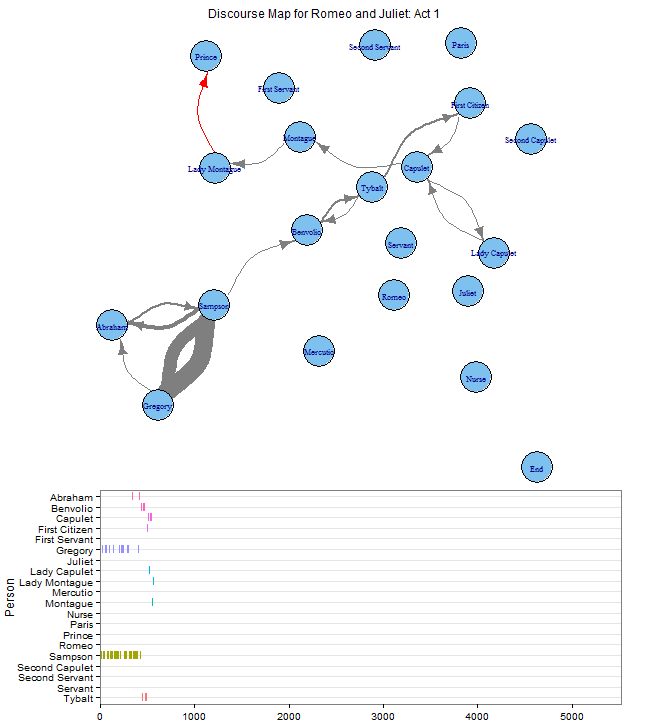 Discourse Map for Romeo and Juliet: Act 1
Prince
Second Servant
Paris
First Servant
First Citizen
Montague
Second Capulet
Lady Montague
Capulet
Tybalt
Benvolio
Servant
Lady Capulet
Sampson
Romeo
Juliet
Abraham
Mercutio
Nurse
Gregory
End
Person
Abraham
Benvolio
Capulet
First Citizen
First Servant
Gregory
Juliet
Lady Capulet
Lady Montague
Mercutio
Montague
Nurse
Paris
Prince
Romeo
Sampson
Second Capulet
Second Servant
Servant
Tybalt
0 1000 2000 3000 4000 5000